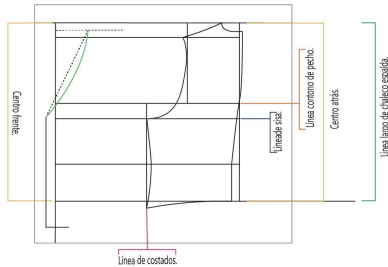 Centro frente.
Lineade sisa.
Linea contorno de pecho.
Centro atrás.
Linea largo de chaleco espalda.
Linea de costados.